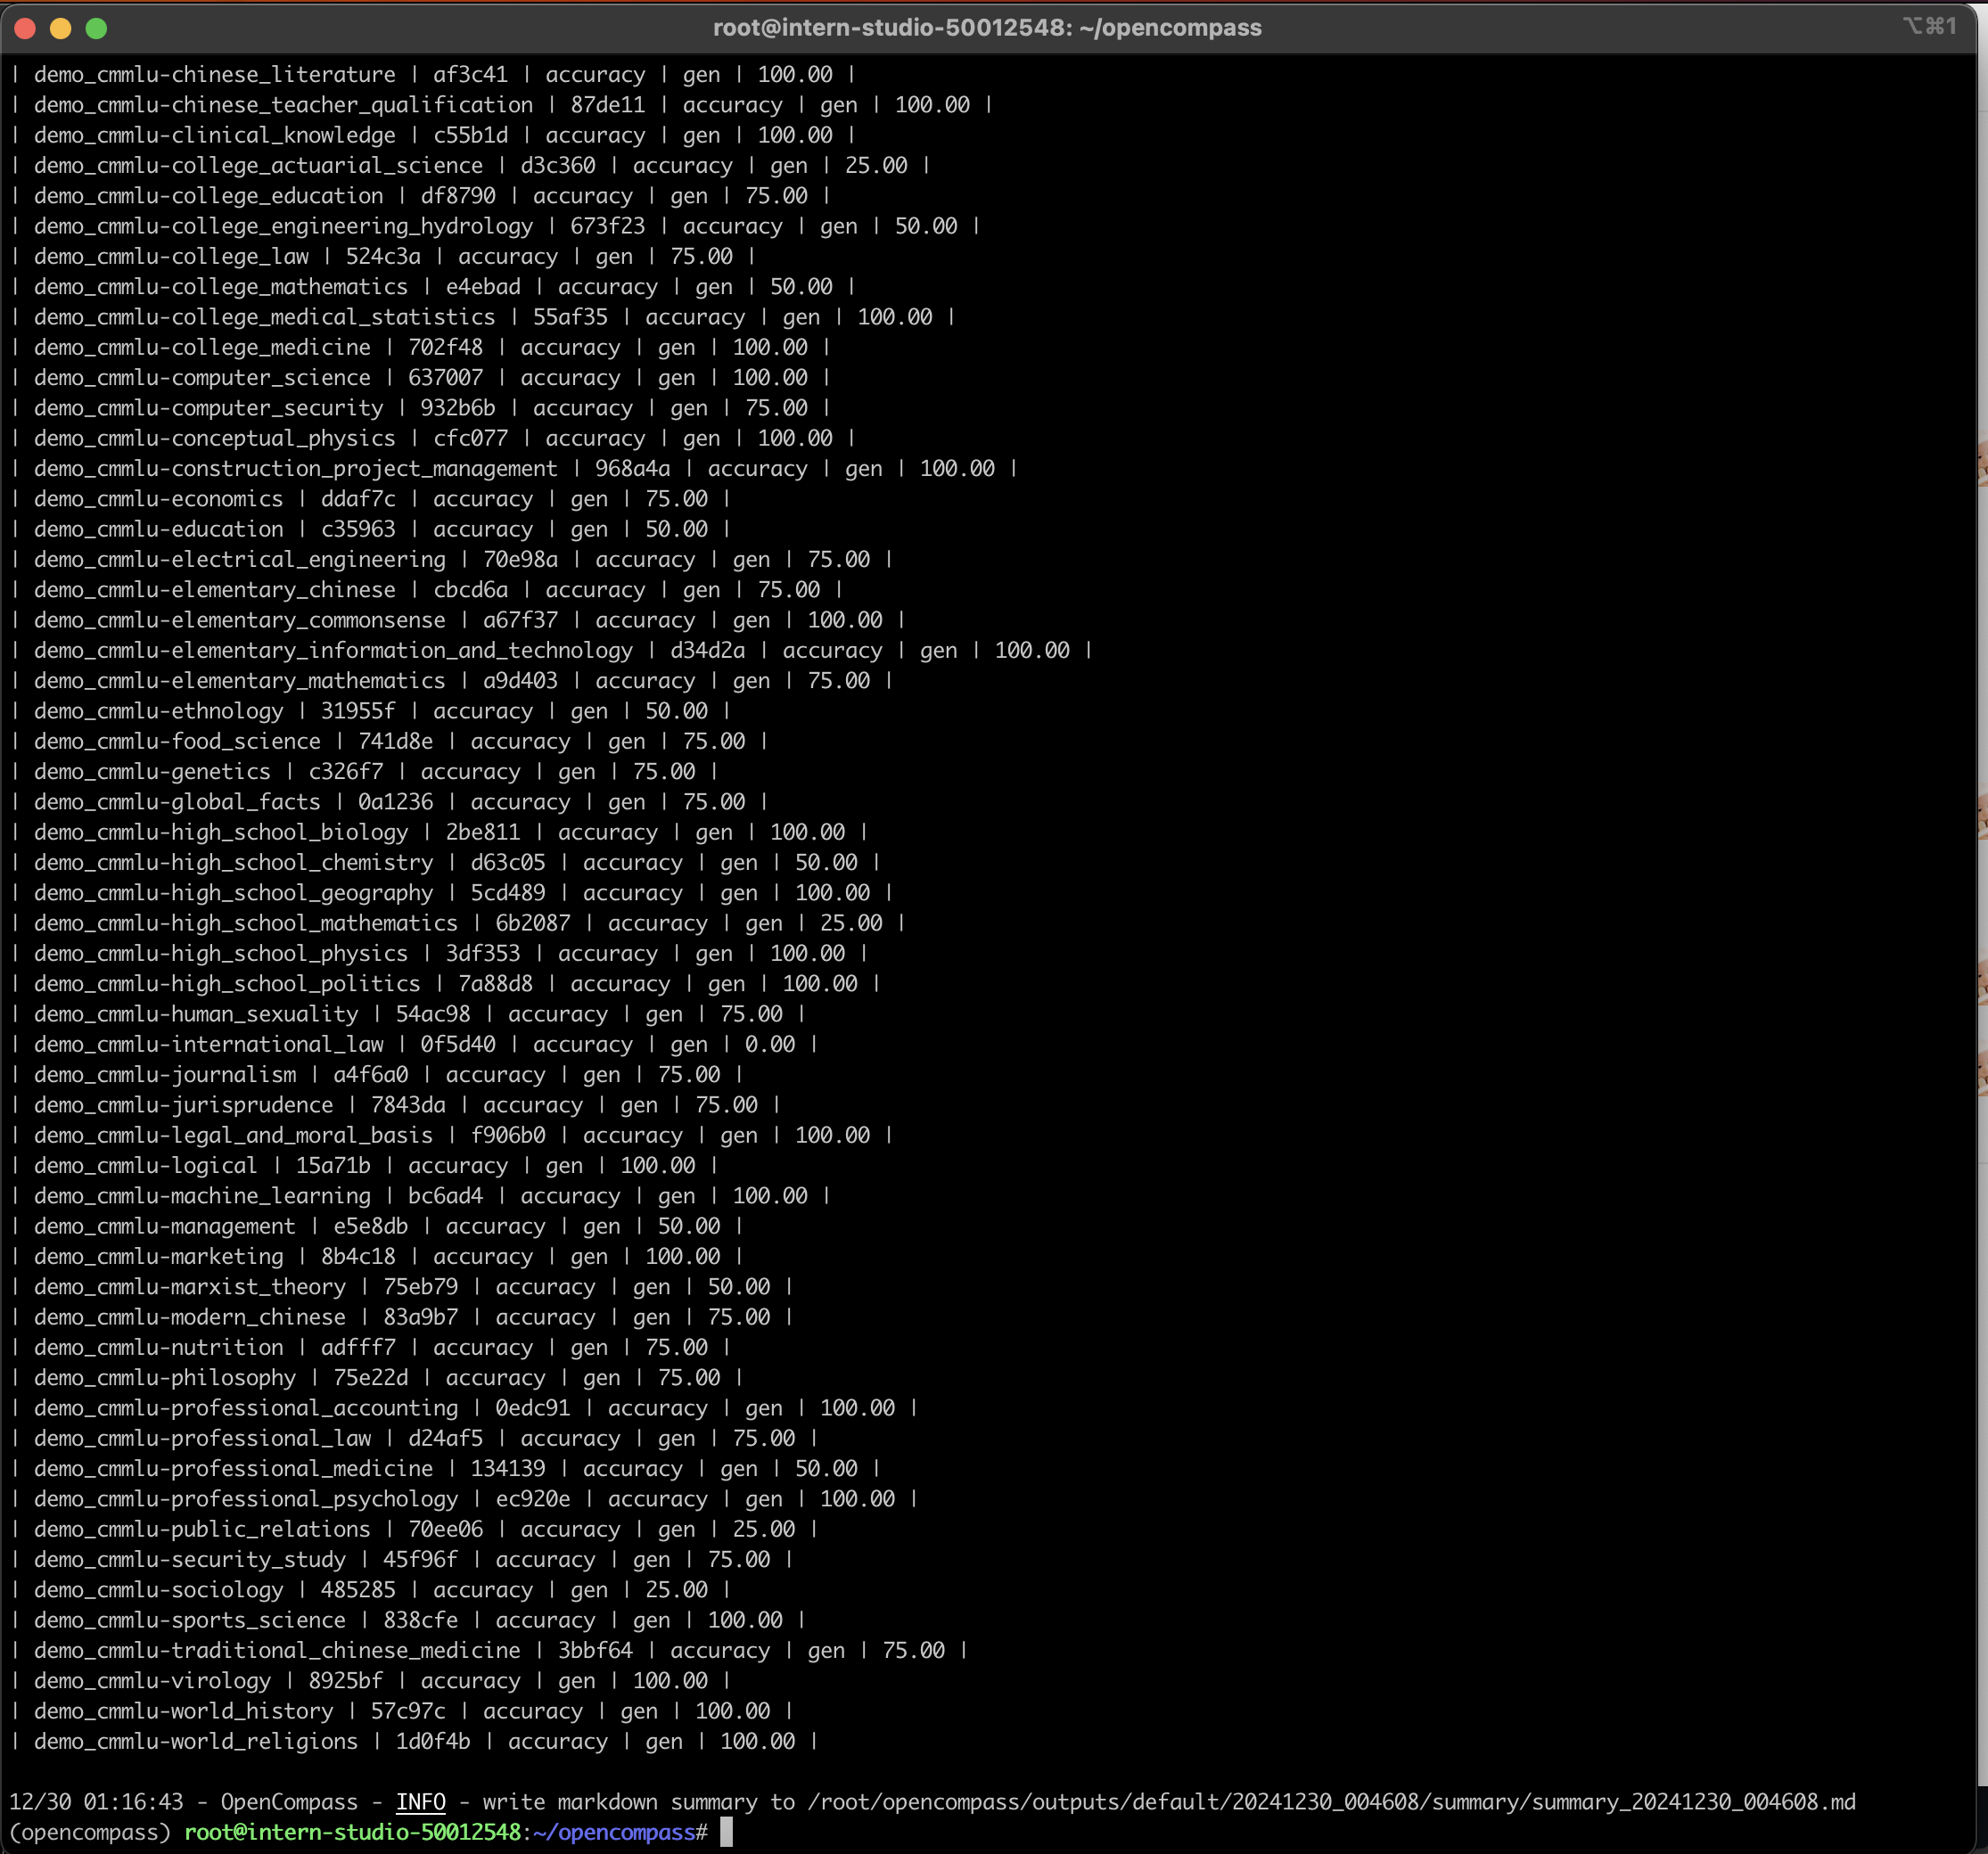 root@intern-studio-50012548: ~/opencompass
⌥⌘1
| demo_cmmlu-chinese_literature | af3c41 | accuracy | gen | 100.00 |
| demo_cmmlu-chinese_teacher_qualification | 87de11 | accuracy | gen | 100.00 |
| demo_cmmlu-clinical_knowledge | c55b1d | accuracy | gen | 100.00 |
| demo_cmmlu-college_actuarial_science | d3c360 | accuracy | gen | 25.00 |
| demo_cmmlu-college_education | df8790 | accuracy | gen | 75.00 |
| demo_cmmlu-college_engineering_hydrology | 673f23 | accuracy | gen | 50.00 |
| demo_cmmlu-college_law | 524c3a | accuracy | gen | 75.00 |
| demo_cmmlu-college_mathematics | e4ebad | accuracy | gen | 50.00 |
| demo_cmmlu-college_medical_statistics | 55af35 | accuracy | gen | 100.00 |
| demo_cmmlu-college_medicine | 702f48 | accuracy | gen | 100.00 |
| demo_cmmlu-computer_science | 637007 | accuracy | gen | 100.00 |
| demo_cmmlu-computer_security | 932b6b | accuracy | gen | 75.00 |
| demo_cmmlu-conceptual_physics | cfc077 | accuracy | gen | 100.00 |
| demo_cmmlu-construction_project_management | 968a4a | accuracy | gen | 100.00 |
| demo_cmmlu-economics | ddaf7c | accuracy | gen | 75.00 |
| demo_cmmlu-education | c35963 | accuracy | gen | 50.00 |
| demo_cmmlu-electrical_engineering | 70e98a | accuracy | gen | 75.00 |
| demo_cmmlu-elementary_chinese | cbcd6a | accuracy | gen | 75.00 |
| demo_cmmlu-elementary_commonsense | a67f37 | accuracy | gen | 100.00 |
| demo_cmmlu-elementary_information_and_technology | d34d2a | accuracy | gen | 100.00 |
| demo_cmmlu-elementary_mathematics | a9d403 | accuracy | gen | 75.00 |
| demo_cmmlu-ethnology | 31955f | accuracy | gen | 50.00 |
| demo_cmmlu-food_science | 741d8e | accuracy | gen | 75.00 |
| demo_cmmlu-genetics | c326f7 | accuracy | gen | 75.00 |
| demo_cmmlu-global_facts | 0a1236 | accuracy | gen | 75.00 |
| demo_cmmlu-high_school_biology | 2be811 | accuracy | gen | 100.00 |
| demo_cmmlu-high_school_chemistry | d63c05 | accuracy | gen | 50.00 |
| demo_cmmlu-high_school_geography | 5cd489 | accuracy | gen | 100.00 |
| demo_cmmlu-high_school_mathematics | 6b2087 | accuracy | gen | 25.00 |
| demo_cmmlu-high_school_physics | 3df353 | accuracy | gen | 100.00 |
| demo_cmmlu-high_school_politics | 7a88d8 | accuracy | gen | 100.00 |
| demo_cmmlu-human_sexuality | 54ac98 | accuracy | gen | 75.00 |
| demo_cmmlu-international_law | 0f5d40 | accuracy | gen | 0.00 |
| demo_cmmlu-journalism | a4f6a0 | accuracy | gen | 75.00 |
| demo_cmmlu-jurisprudence | 7843da | accuracy | gen | 75.00 |
| demo_cmmlu-legal_and_moral_basis | f906b0 | accuracy | gen | 100.00 |
| demo_cmmlu-logical | 15a71b | accuracy | gen | 100.00 |
| demo_cmmlu-machine_learning | bc6ad4 | accuracy | gen | 100.00 |
| demo_cmmlu-management | e5e8db | accuracy | gen | 50.00 |
| demo_cmmlu-marketing | 8b4c18 | accuracy | gen | 100.00 |
| demo_cmmlu-marxist_theory | 75eb79 | accuracy | gen | 50.00 |
| demo_cmmlu-modern_chinese | 83a9b7 | accuracy | gen | 75.00 |
| demo_cmmlu-nutrition | adfff7 | accuracy | gen | 75.00 |
| demo_cmmlu-philosophy | 75e22d | accuracy | gen | 75.00 |
| demo_cmmlu-professional_accounting | 0edc91 | accuracy | gen | 100.00 |
| demo_cmmlu-professional_law | d24af5 | accuracy | gen | 75.00 |
| demo_cmmlu-professional_medicine | 134139 | accuracy | gen | 50.00 |
| demo_cmmlu-professional_psychology | ec920e | accuracy | gen | 100.00 |
| demo_cmmlu-public_relations | 70ee06 | accuracy | gen | 25.00 |
| demo_cmmlu-security_study | 45f96f | accuracy | gen | 75.00 |
| demo_cmmlu-sociology | 485285 | accuracy | gen | 25.00 |
| demo_cmmlu-sports_science | 838cfe | accuracy | gen | 100.00 |
| demo_cmmlu-traditional_chinese_medicine | 3bbf64 | accuracy | gen | 75.00 |
| demo_cmmlu-virology | 8925bf | accuracy | gen | 100.00 |
| demo_cmmlu-world_history | 57c97c | accuracy | gen | 100.00 |
| demo_cmmlu-world_religions | 1d0f4b | accuracy | gen | 100.00 |
12/30 01:16:43 - OpenCompass - INFO - write markdown summary to /root/opencompass/outputs/default/20241230_004608/summary/summary_20241230_004608.md
(opencompass) root@intern-studio-50012548:~/opencompass#